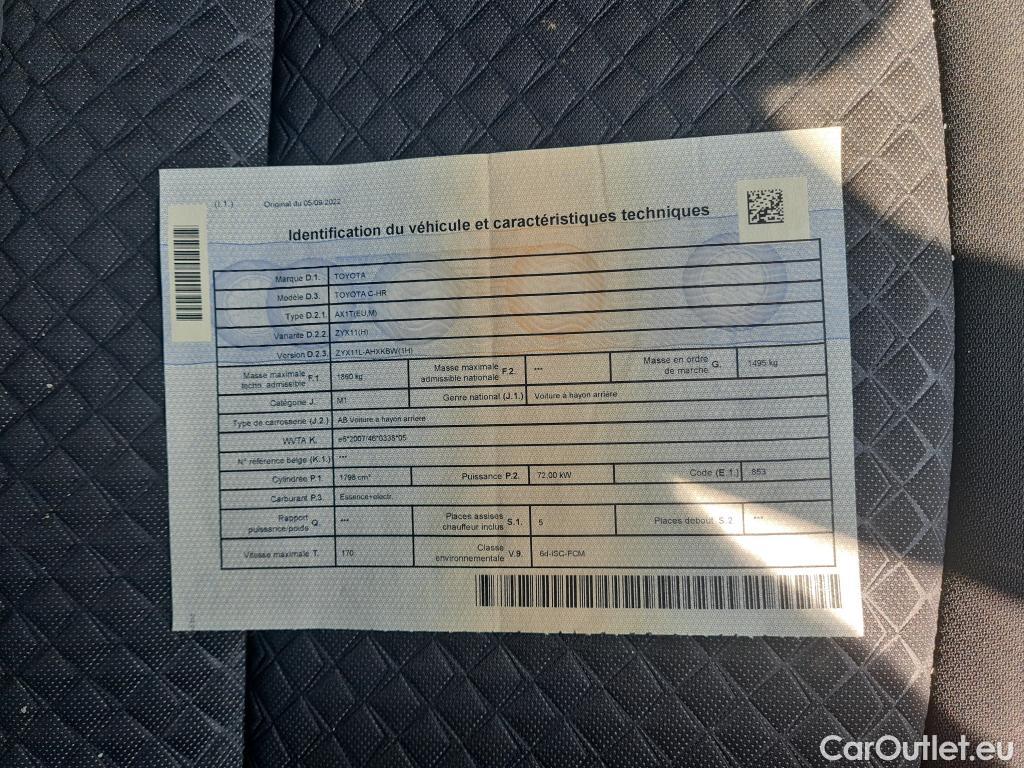 (I.1.) Original du 05/09/2022
Identification du véhicule et caractéristiques techniques
Marque D.1. TOYOTA
Modèle D.3. TOYOTA C-HR
Type D.2.1. AX1T(EU,M)
Variante D.2.2. ZYX11(H)
Version D.2.3. ZYX11L-AHXKBW(1H)
Masse maximale techn. admissible F.1. 1860 kg Masse maximale admissible nationale F.2. *** Masse en ordre de marche G. 1495 kg
Catégorie J. M1 Genre national (J.1.) Voiture à hayon arrière
Type de carrosserie (J.2.) AB Voiture à hayon arrière
WVTA K. e6*2007/46*0338*05
N° référence belge (K.1.) ***
Cylindrée P.1. 1798 cm³ Puissance P.2. 72.00 kW Code (E.1.) 853
Carburant P.3. Essence+électr.
Rapport puissance/poids Q. *** Places assises chauffeur inclus S.1. 5 Places debout S.2. ***
Vitesse maximale T. 170 Classe environnementale V.9. 6d-ISC-FCM
CarOutlet.eu